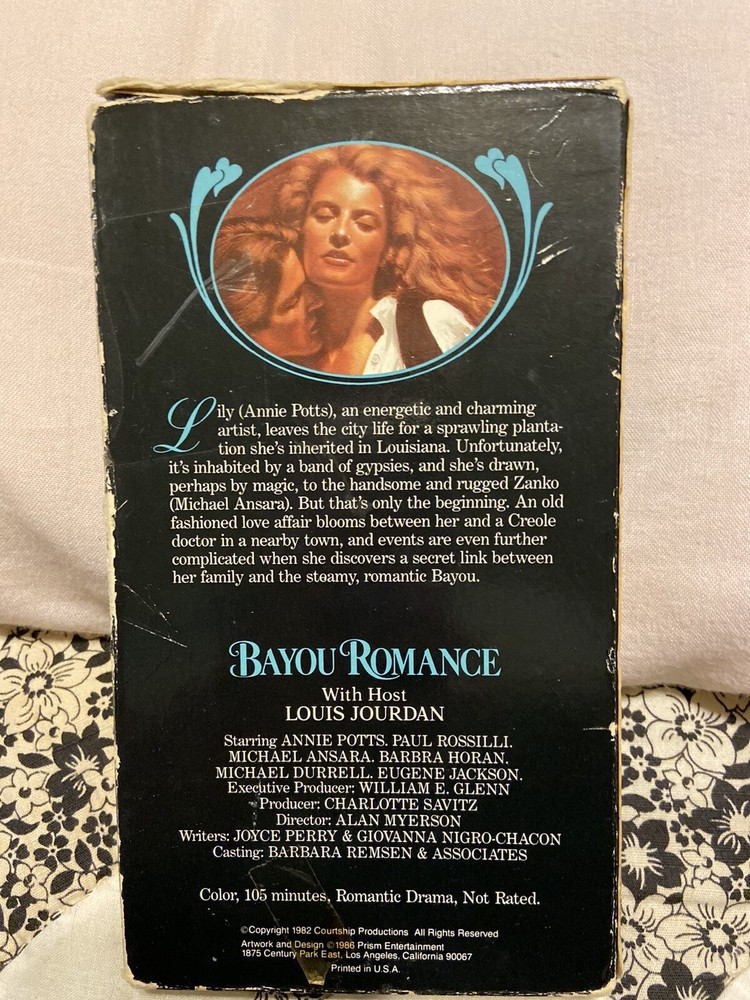 Lily (Annie Potts), an energetic and charming
artist, leaves the city life for a sprawling planta-
tion she's inherited in Louisiana. Unfortunately,
it's inhabited by a band of gypsies, and she's drawn,
perhaps by magic, to the handsome and rugged Zanko
(Michael Ansara). But that's only the beginning. An old
fashioned love affair blooms between her and a Creole
doctor in a nearby town, and events are even further
complicated when she discovers a secret link between
her family and the steamy, romantic Bayou.
BAYOU ROMANCE
With Host
LOUIS JOURDAN
Starring ANNIE POTTS. PAUL ROSSILLI.
MICHAEL ANSARA. BARBRA HORAN.
MICHAEL DURRELL. EUGENE JACKSON.
Executive Producer: WILLIAM E. GLENN
Producer: CHARLOTTE SAVITZ
Director: ALAN MYERSON
Writers: JOYCE PERRY & GIOVANNA NIGRO-CHACON
Casting: BARBARA REMSEN & ASSOCIATES
Color, 105 minutes, Romantic Drama, Not Rated.
©Copyright 1982 Courtship Productions All Rights Reserved
Artwork and Design ©1986 Prism Entertainment
1875 Century Park East, Los Angeles, California 90067
Printed in U.S.A.